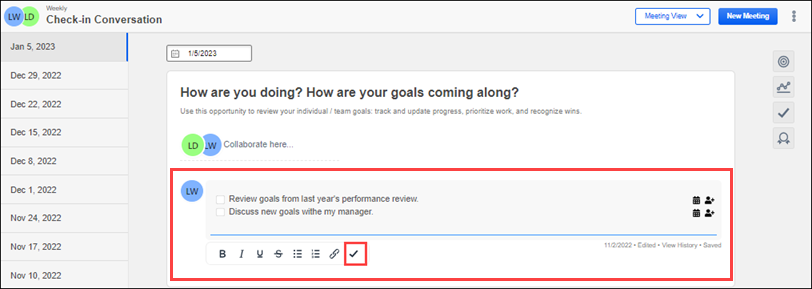 LW LD
Weekly
Check-in Conversation
Meeting View
New Meeting
Jan 5, 2023
Dec 29, 2022
Dec 22, 2022
Dec 15, 2022
Dec 8, 2022
Dec 1, 2022
Nov 24, 2022
Nov 17, 2022
Nov 10, 2022
1/5/2023
How are you doing? How are your goals coming along?
Use this opportunity to review your individual / team goals: track and update progress, prioritize work, and recognize wins.
LD LW Collaborate here...
LW
Review goals from last year's performance review.
Discuss new goals withe my manager.
11/2/2022 • Edited • View History • Saved
B I U S